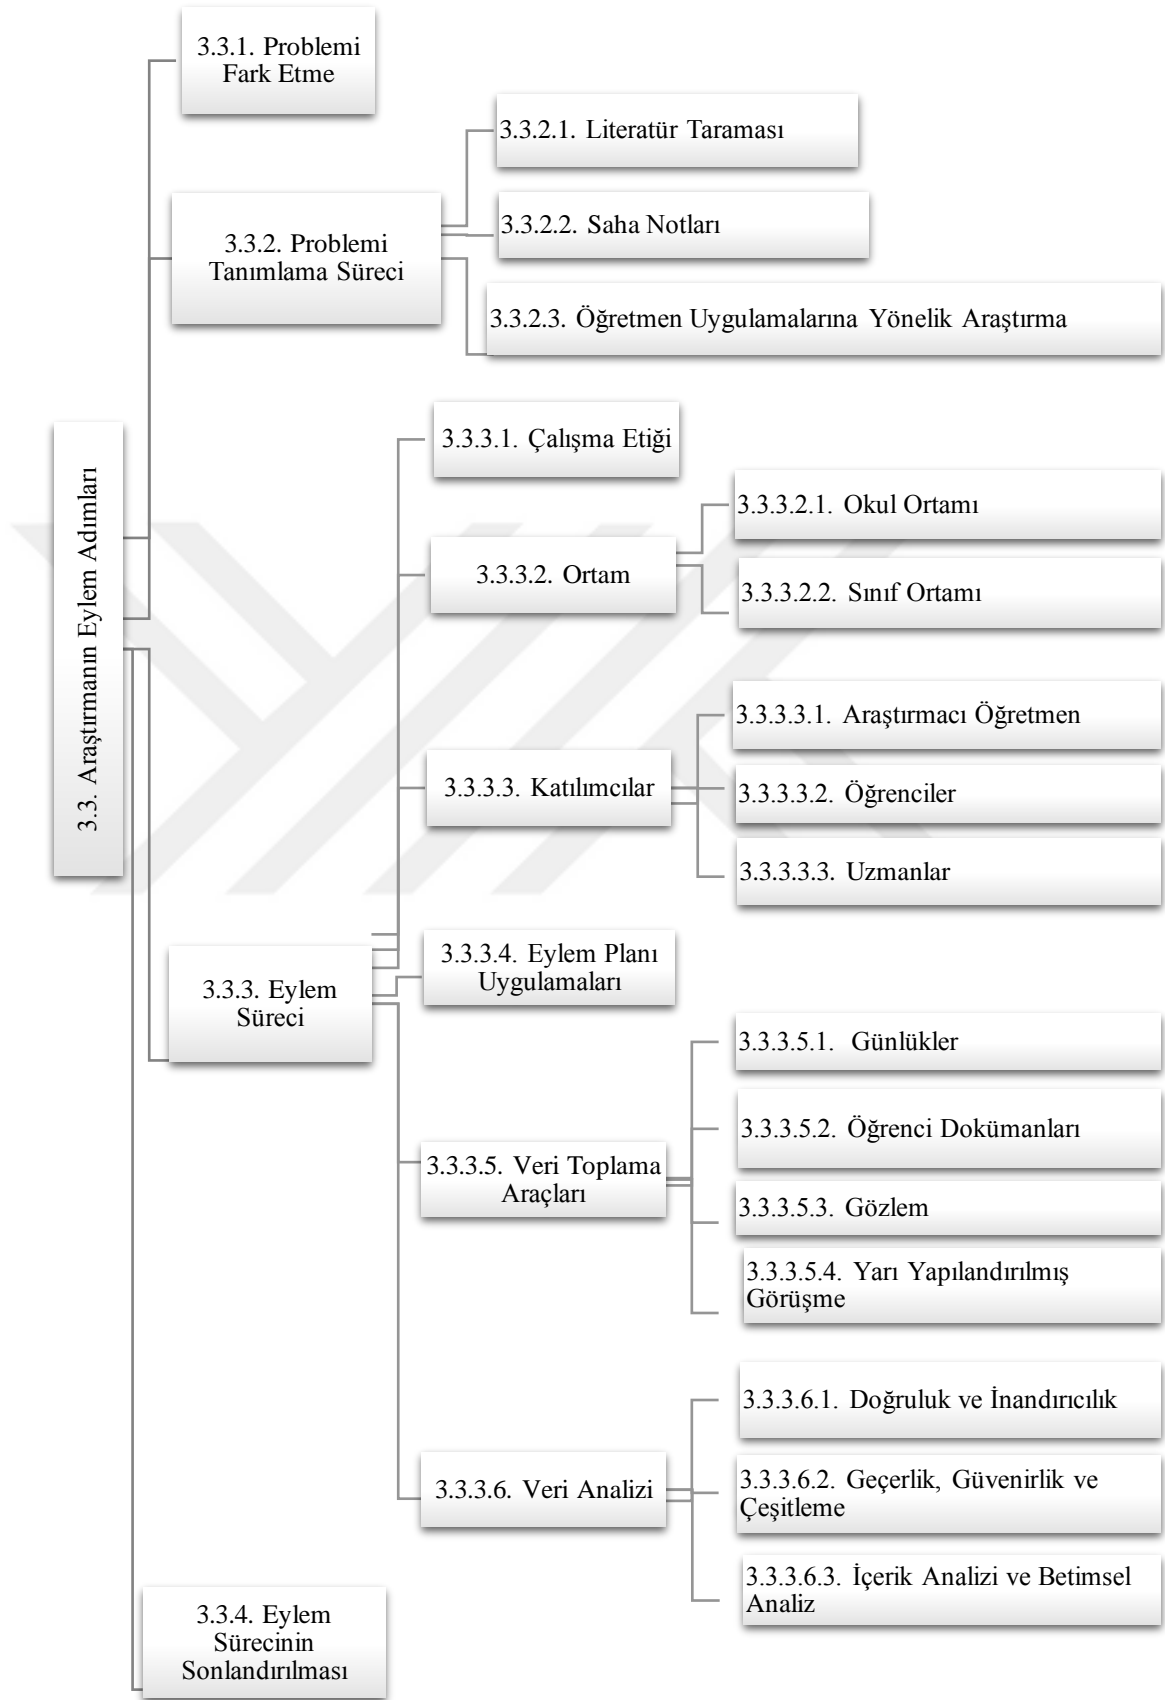 3.3. Araştırmanın Eylem Adımları
3.3.1. Problemi
Fark Etme
3.3.2. Problemi
Tanımlama Süreci
3.3.2.1. Literatür Taraması
3.3.2.2. Saha Notları
3.3.2.3. Öğretmen Uygulamalarına Yönelik Araştırma
3.3.3. Eylem
Süreci
3.3.3.1. Çalışma Etiği
3.3.3.2. Ortam
3.3.3.2.1. Okul Ortamı
3.3.3.2.2. Sınıf Ortamı
3.3.3.3. Katılımcılar
3.3.3.3.1. Araştırmacı Öğretmen
3.3.3.3.2. Öğrenciler
3.3.3.3.3. Uzmanlar
3.3.3.4. Eylem Planı
Uygulamaları
3.3.3.5. Veri Toplama
Araçları
3.3.3.5.1. Günlükler
3.3.3.5.2. Öğrenci Dokümanları
3.3.3.5.3. Gözlem
3.3.3.5.4. Yarı Yapılandırılmış
Görüşme
3.3.3.6. Veri Analizi
3.3.3.6.1. Doğruluk ve İnandırıcılık
3.3.3.6.2. Geçerlik, Güvenirlik ve
Çeşitleme
3.3.3.6.3. İçerik Analizi ve Betimsel
Analiz
3.3.4. Eylem
Sürecinin
Sonlandırılması